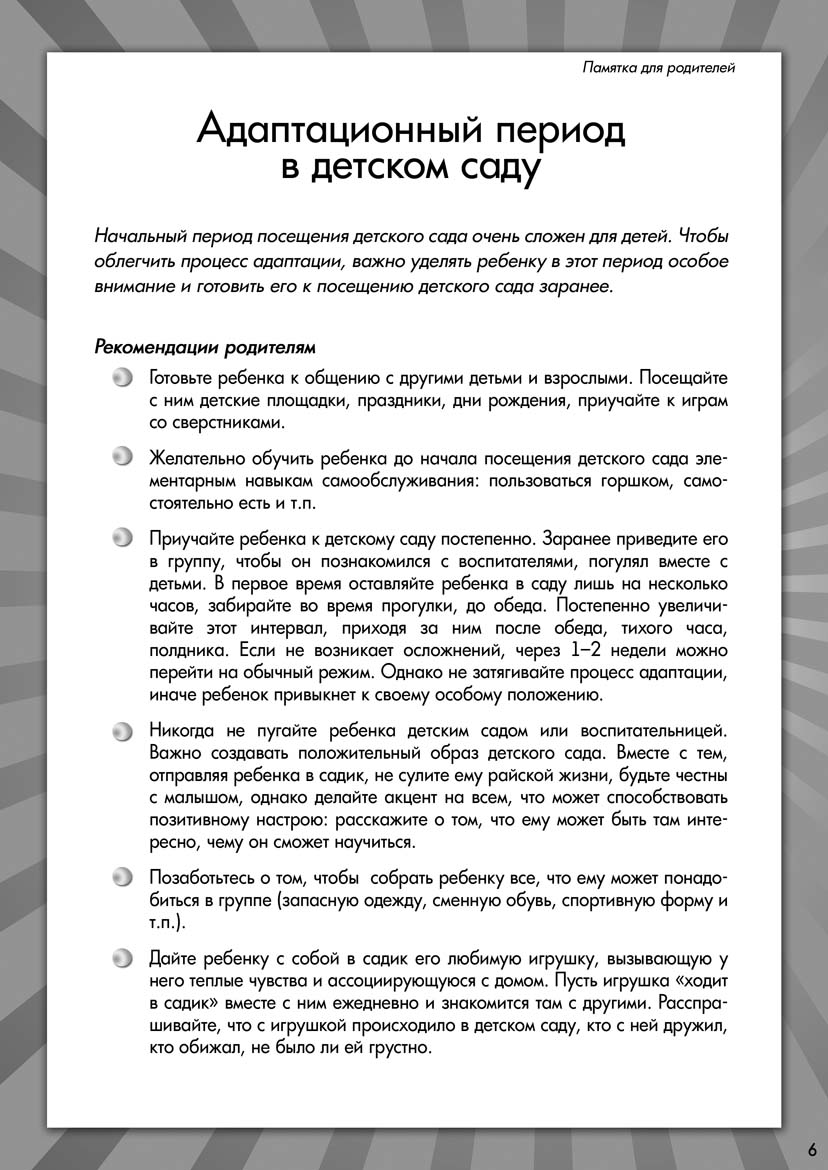 Памятка для родителей
Адаптационный период
в детском саду
Начальный период посещения детского сада очень сложен для детей. Чтобы
облегчить процесс адаптации, важно уделять ребенку в этот период особое
внимание и готовить его к посещению детского сада заранее.
Рекомендации родителям
Готовьте ребенка к общению с другими детьми и взрослыми. Посещайте
с ним детские площадки, праздники, дни рождения, приучайте к играм
со сверстниками.
Желательно обучить ребенка до начала посещения детского сада эле-
ментарным навыкам самообслуживания: пользоваться горшком, само-
стоятельно есть и т.п.
Приучайте ребенка к детскому саду постепенно. Заранее приведите его
в группу, чтобы он познакомился с воспитателями, погулял вместе с
детьми. В первое время оставляйте ребенка в саду лишь на несколько
часов, забирайте во время прогулки, до обеда. Постепенно увеличи-
вайте этот интервал, приходя за ним после обеда, тихого часа,
полдника. Если не возникает осложнений, через 1–2 недели можно
перейти на обычный режим. Однако не затягивайте процесс адаптации,
иначе ребенок привыкнет к своему особому положению.
Никогда не пугайте ребенка детским садом или воспитательницей.
Важно создавать положительный образ детского сада. Вместе с тем,
отправляя ребенка в садик, не сулите ему райской жизни, будьте честны
с малышом, однако делайте акцент на всем, что может способствовать
позитивному настрою: расскажите о том, что ему может быть там инте-
ресно, чему он сможет научиться.
Позаботьтесь о том, чтобы собрать ребенку все, что ему может понадо-
биться в группе (запасную одежду, сменную обувь, спортивную форму и
т.п.).
Дайте ребенку с собой в садик его любимую игрушку, вызывающую у
него теплые чувства и ассоциирующуюся с домом. Пусть игрушка «ходит
в садик» вместе с ним ежедневно и знакомится там с другими. Расспра-
шивайте, что с игрушкой происходило в детском саду, кто с ней дружил,
кто обижал, не было ли ей грустно.
6